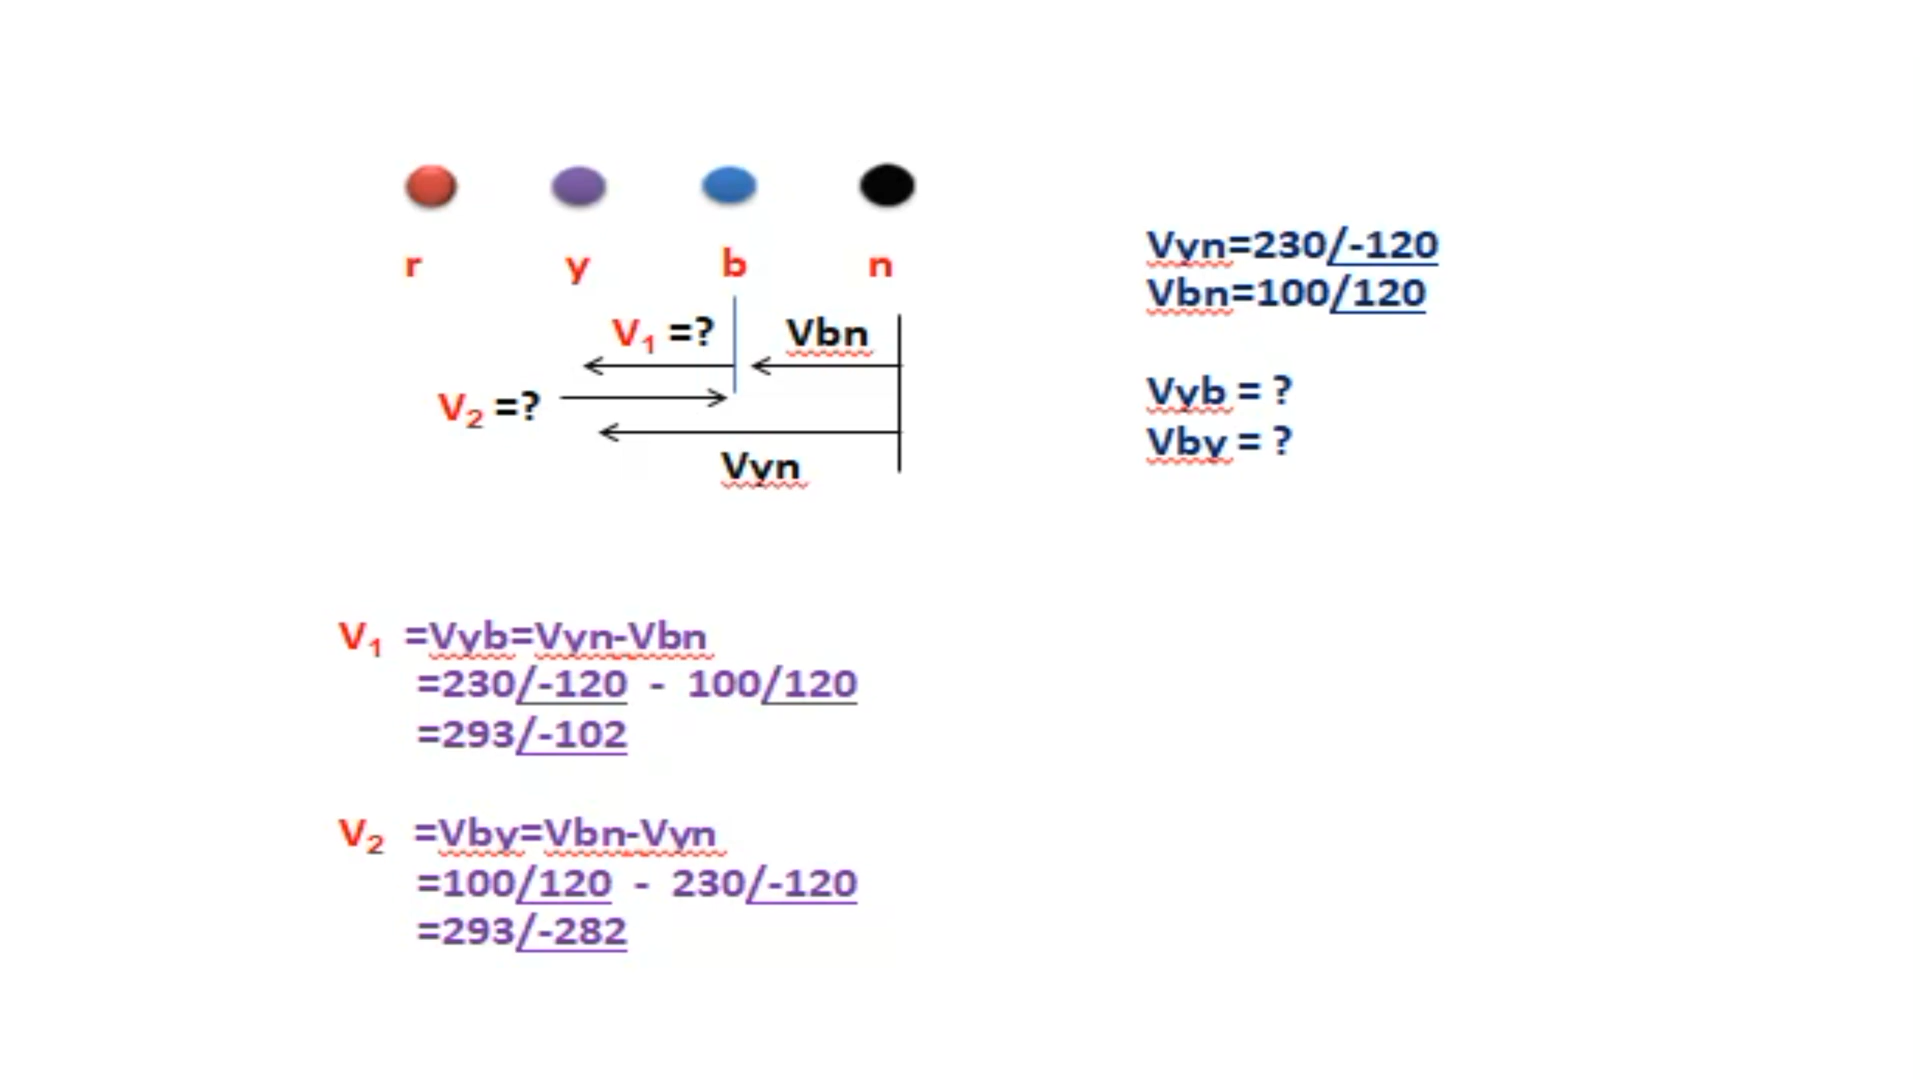 r y b n
V₁ =? Vbn
V₂ =?
Vyn
Vyn=230/-120
Vbn=100/120
Vyb = ?
Vby = ?
V₁ =Vyb=Vyn-Vbn
=230/-120 - 100/120
=293/-102
V₂ =Vby=Vbn-Vyn
=100/120 - 230/-120
=293/-282